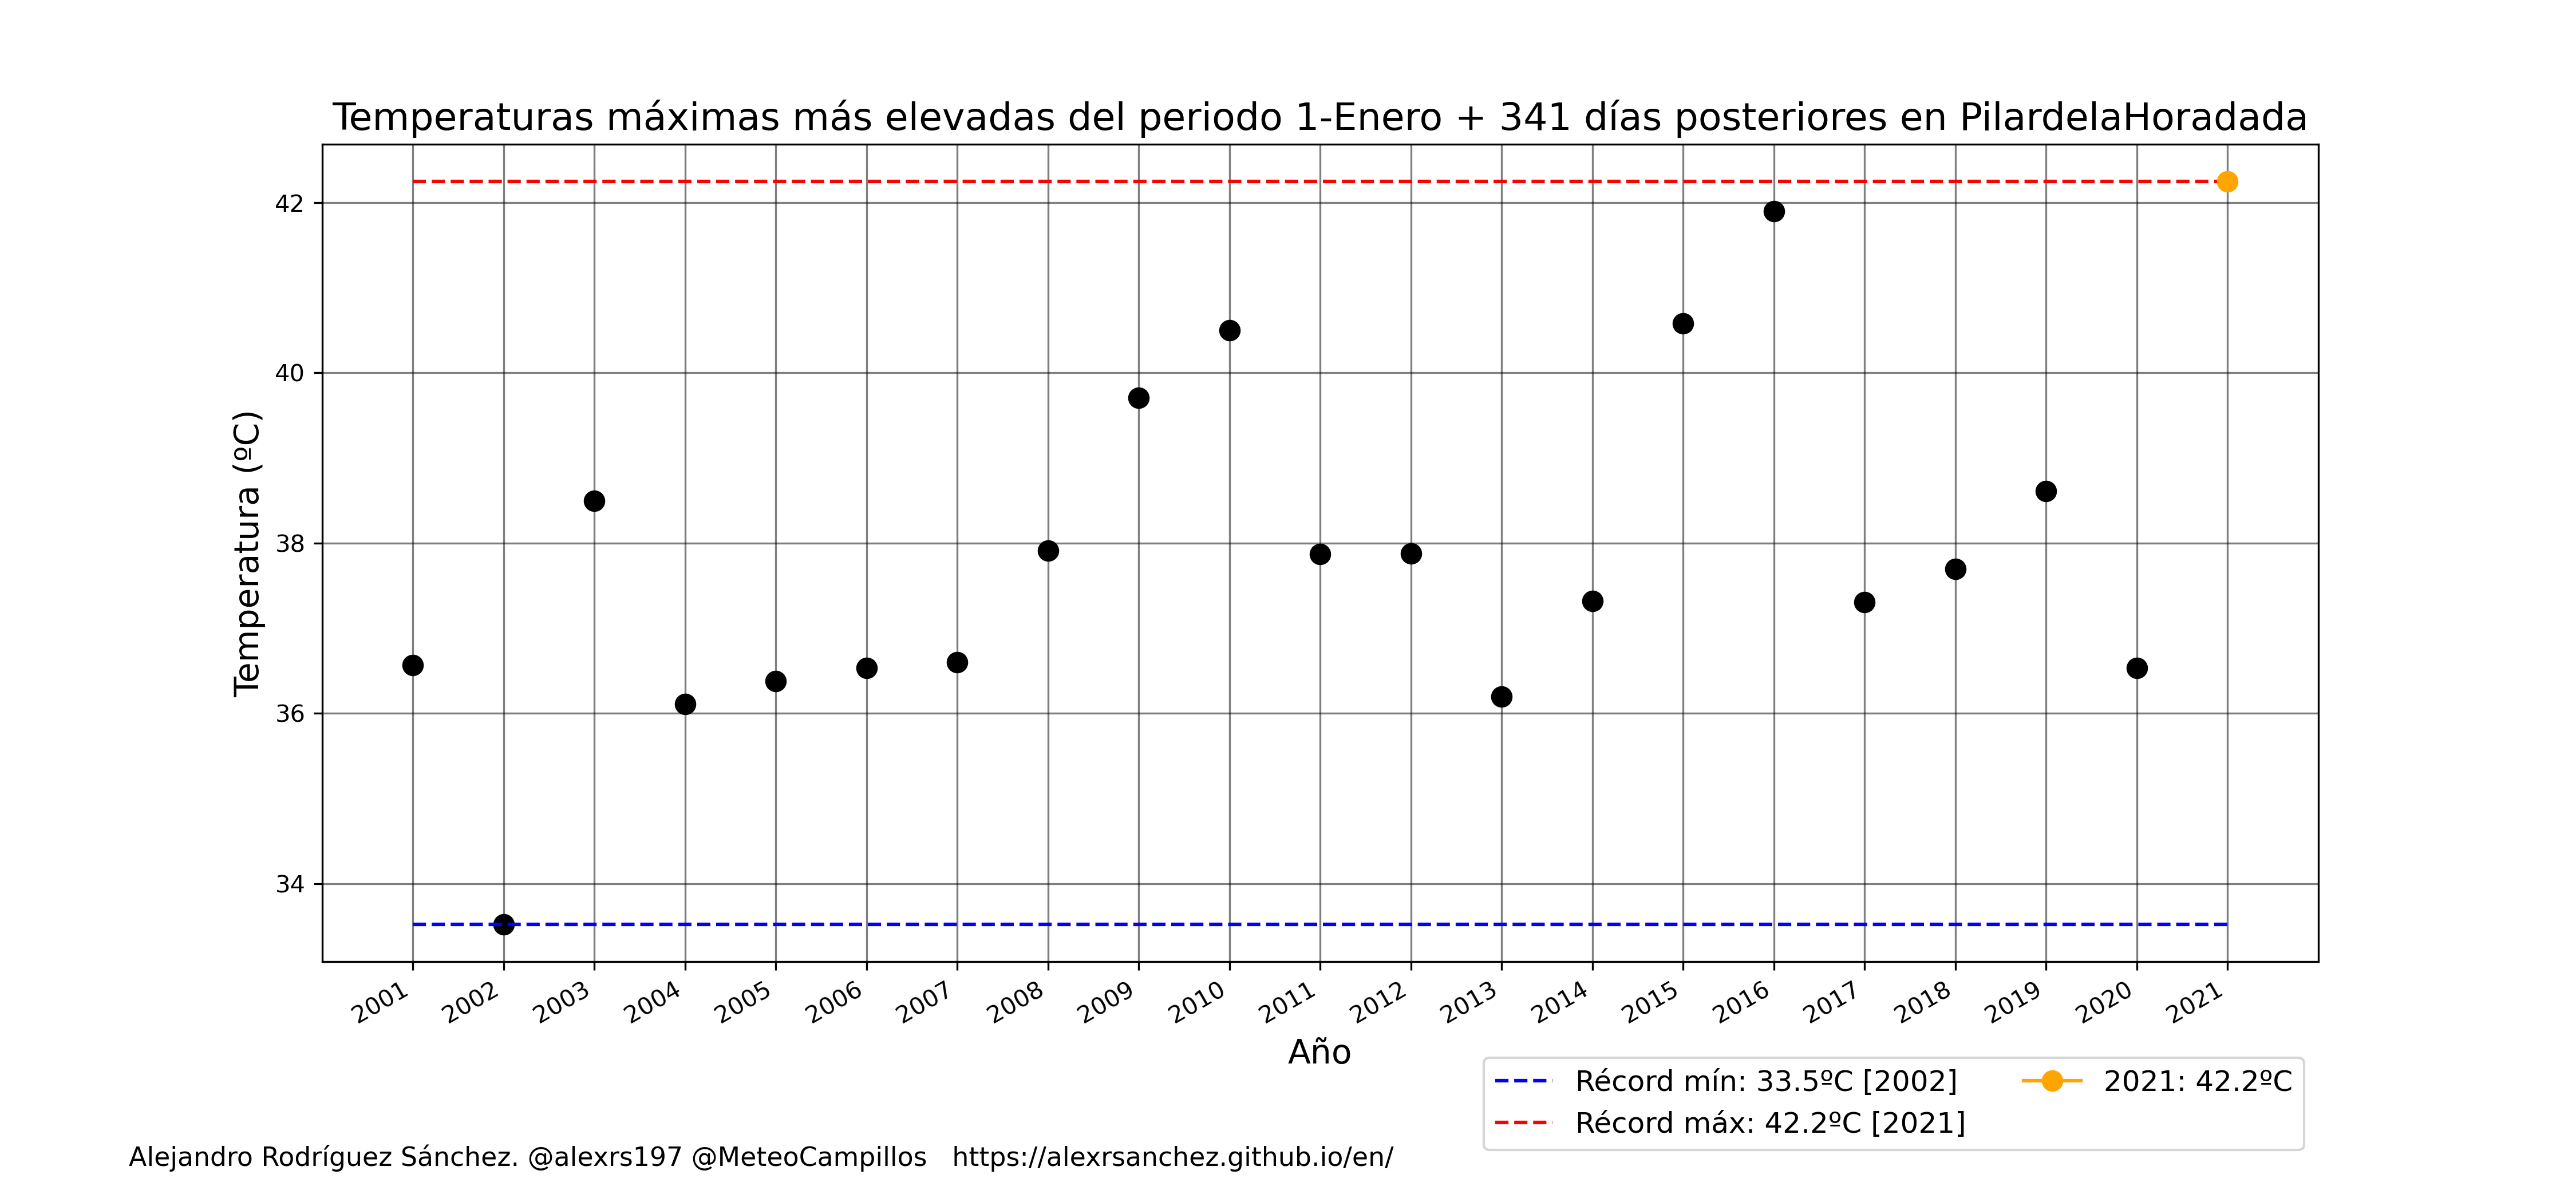 Temperaturas máximas más elevadas del periodo 1-Enero + 341 días posteriores en PilardelaHoradada
Temperatura (ºC)
42
40
38
36
34
2001 2002 2003 2004 2005 2006 2007 2008 2009 2010 2011 2012 2013 2014 2015 2016 2017 2018 2019 2020 2021
Año
Récord mín: 33.5ºC [2002]
Récord máx: 42.2ºC [2021]
2021: 42.2ºC
Alejandro Rodríguez Sánchez. @alexrs197 @MeteoCampillos https://alexrsanchez.github.io/en/